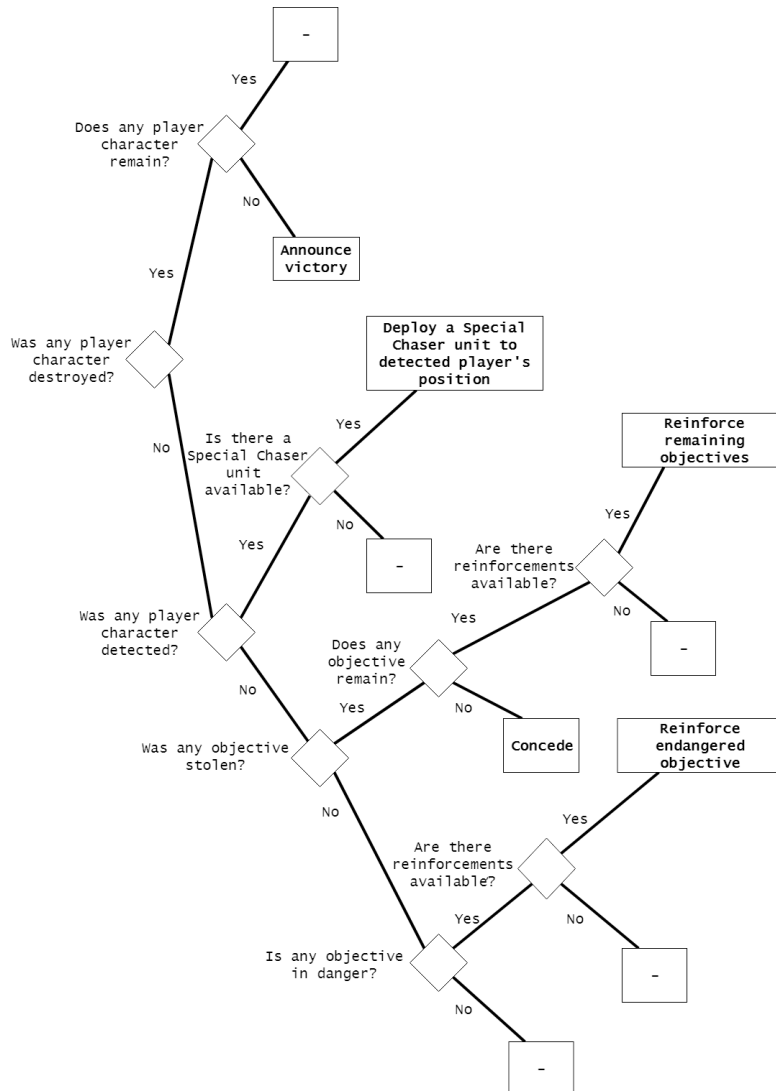 -
Yes
Does any player
character
remain?
No
Announce
victory
Yes
Was any player
character
destroyed?
No
Deploy a Special
Chaser unit to
detected player's
position
Yes
Is there a
Special Chaser
unit
available?
No
-
Yes
Reinforce
remaining
objectives
Yes
Are there
reinforcements
available?
No
-
Was any player
character
detected?
Yes
Does any
objective
remain?
No
Yes
No
Concede
Was any objective
stolen?
No
Reinforce
endangered
objective
Yes
Are there
reinforcements
available?
No
-
Yes
Is any objective
in danger?
No
-